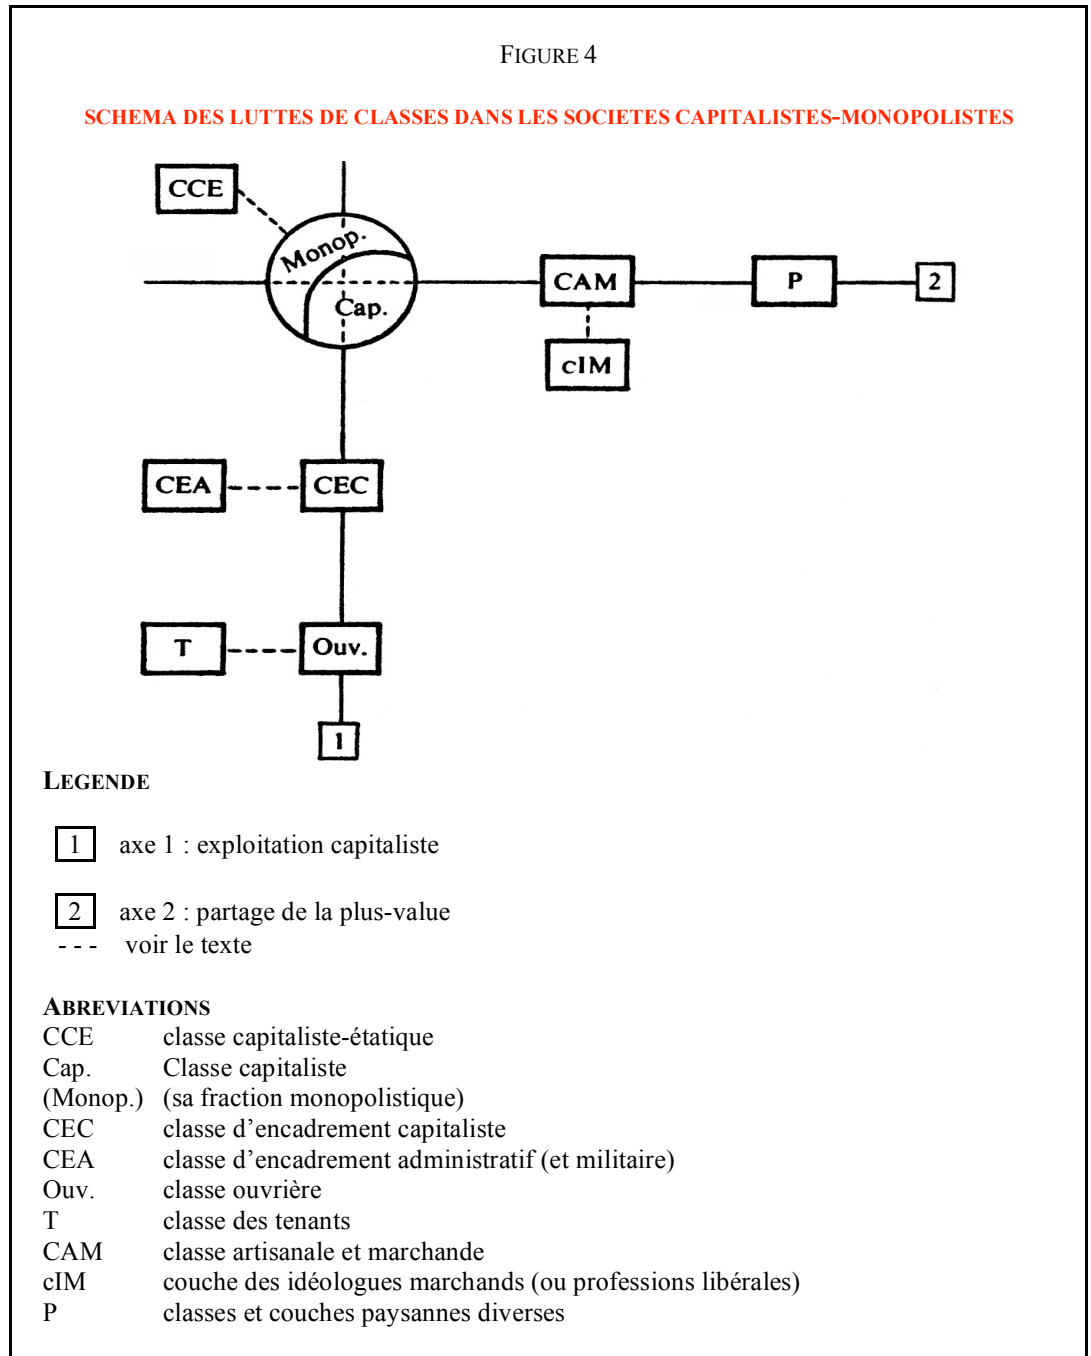 FIGURE 4
SCHEMA DES LUTTES DE CLASSES DANS LES SOCIETES CAPITALISTES-MONOPOLISTES
CCE
Monop.
Cap.
CAM
P
2
cIM
CEA
CEC
T
Ouv.
1
LEGENDE
1 axe 1 : exploitation capitaliste
2 axe 2 : partage de la plus-value
- - - voir le texte
ABREVIATIONS
CCE classe capitaliste-étatique
Cap. Classe capitaliste
(Monop.) (sa fraction monopolistique)
CEC classe d’encadrement capitaliste
CEA classe d’encadrement administratif (et militaire)
Ouv. classe ouvrière
T classe des tenants
CAM classe artisanale et marchande
cIM couche des idéologues marchands (ou professions libérales)
P classes et couches paysannes diverses